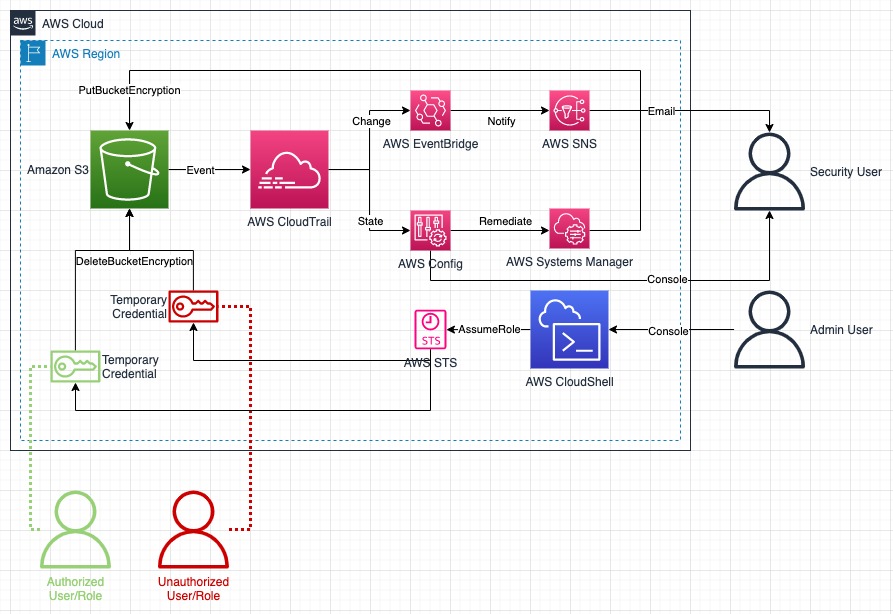 aws
AWS Cloud
AWS Region
PutBucketEncryption
Change
Notify
Email
AWS EventBridge
AWS SNS
Amazon S3
Event
Security User
AWS CloudTrail
State
Remediate
DeleteBucketEncryption
AWS Config
AWS Systems Manager
Console
Temporary
Credential
STS
AssumeRole
Console
Admin User
Temporary
Credential
AWS STS
AWS CloudShell
Authorized
User/Role
Unauthorized
User/Role